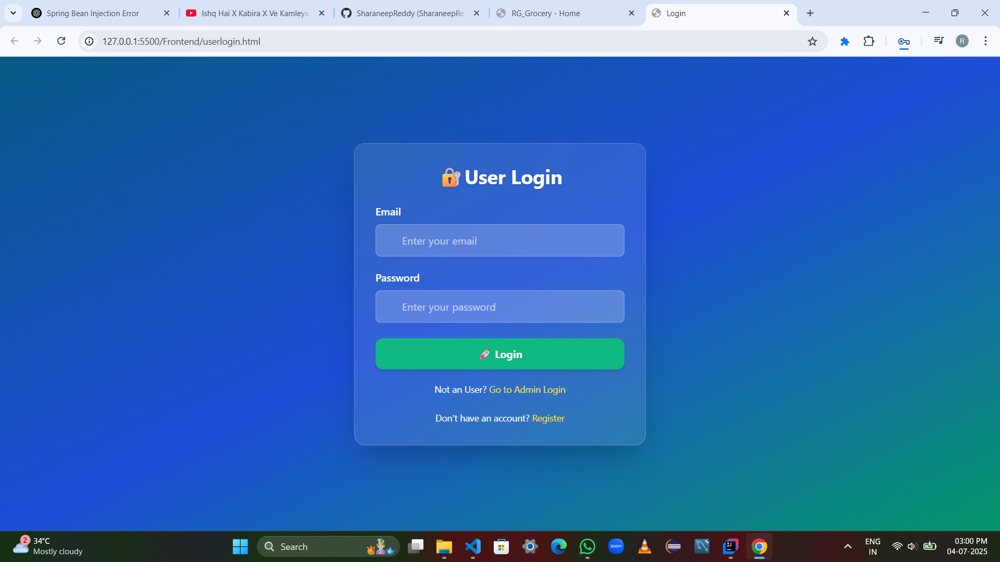 Spring Bean Injection Error
Ishq Hai X Kabira X Ve Kamleya
SharaneepReddy (SharaneepRe
RG_Grocery - Home
Login
127.0.0.1:5500/Frontend/userlogin.html
R
User Login
Email
Enter your email
Password
Enter your password
Login
Not an User? Go to Admin Login
Don't have an account? Register
2
34°C
Mostly cloudy
Search
zoom
IJ
ENG
IN
03:00 PM
04-07-2025